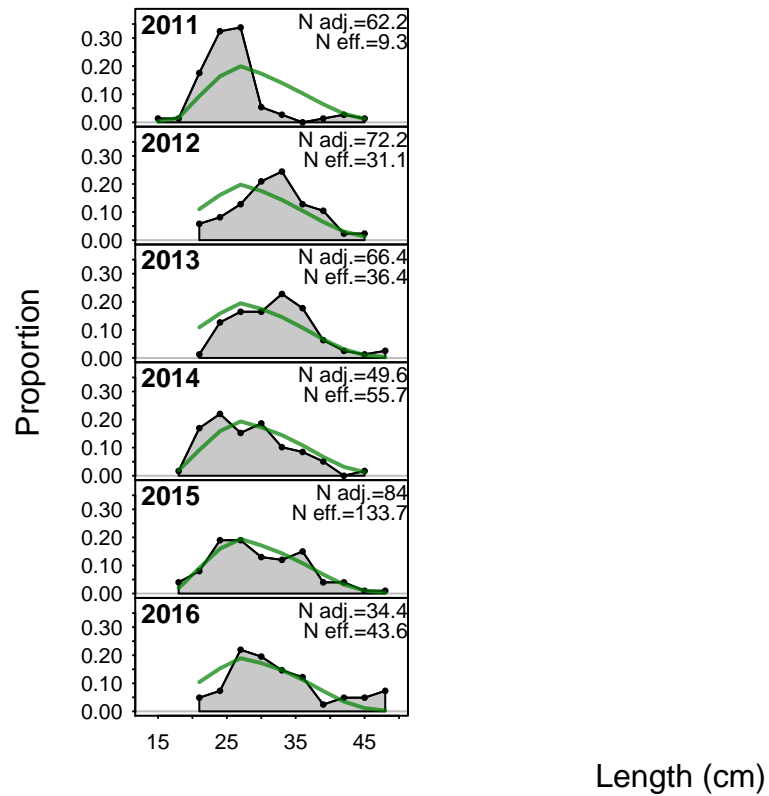 2011
N adj.=62.2
N eff.=9.3
0.30
0.20
0.10
0.00
2012
N adj.=72.2
N eff.=31.1
0.30
0.20
0.10
0.00
2013
N adj.=66.4
N eff.=36.4
0.30
0.20
0.10
0.00
2014
N adj.=49.6
N eff.=55.7
0.30
0.20
0.10
0.00
2015
N adj.=84
N eff.=133.7
0.30
0.20
0.10
0.00
2016
N adj.=34.4
N eff.=43.6
0.30
0.20
0.10
0.00
Proportion
15 25 35 45
Length (cm)